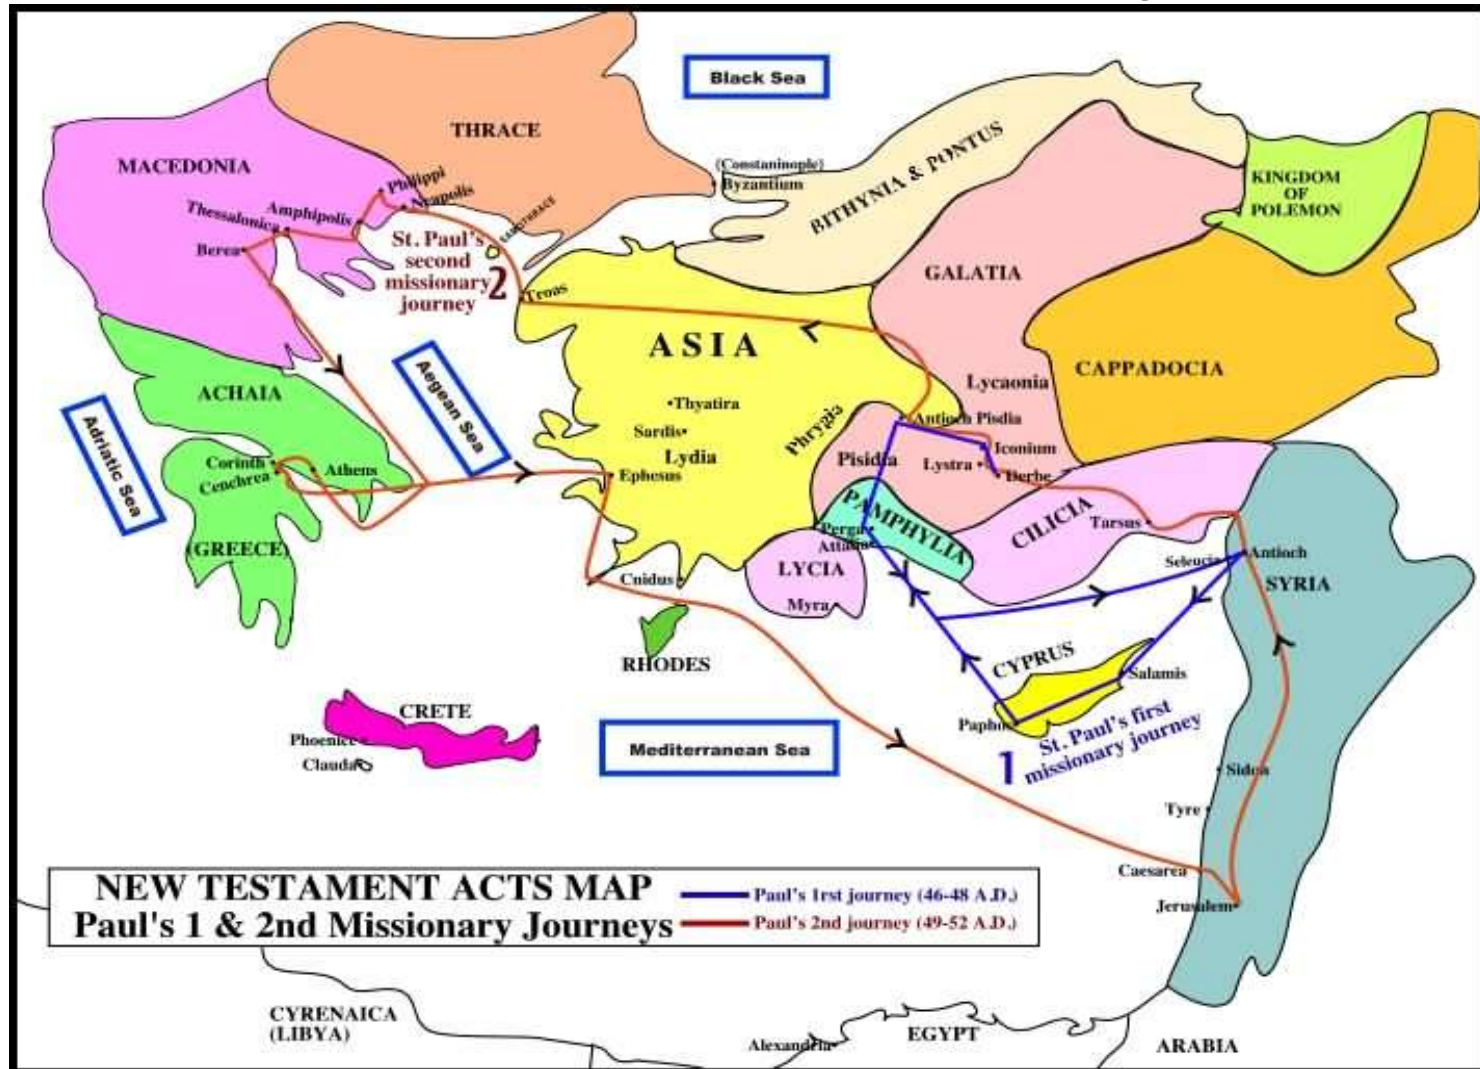 Black Sea
THRACE
MACEDONIA
(Constaninople)
Byzantium
BITHYNIA & PONTUS
KINGDOM
OF
POLEMON
Philippi
Neapolis
Amphipolis
Thessalonica
Berea
SAMOTHRACE
St. Paul's
second
missionary
journey
2
Troas
GALATIA
ASIA
CAPPADOCIA
Lycaonia
ACHAIA
Aegean Sea
Adriatic Sea
Thyatira
Sardis
Lydia
Phrygia
Antioch Pisdia
Iconium
Pisidia
Lystra
Derbe
Corinth
Cenchrea
Athens
Ephesus
(GREECE)
PAMPHYLIA
Perga
Attalia
CILICIA
Tarsus
Seleucia
Antioch
SYRIA
LYCIA
Myra
Cnidus
RHODES
CYPRUS
Salamis
Paphos
1
St. Paul's first
missionary journey
CRETE
Phoenice
Clauda
Mediterranean Sea
Sidon
Tyre
Caesarea
Jerusalem
NEW TESTAMENT ACTS MAP
Paul's 1 & 2nd Missionary Journeys
Paul's 1rst journey (46-48 A.D.)
Paul's 2nd journey (49-52 A.D.)
CYRENAICA
(LIBYA)
Alexandria
EGYPT
ARABIA